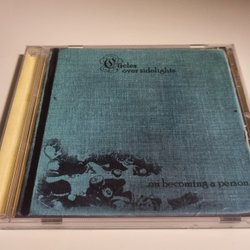 Circles
over sidelights
...on becoming a person